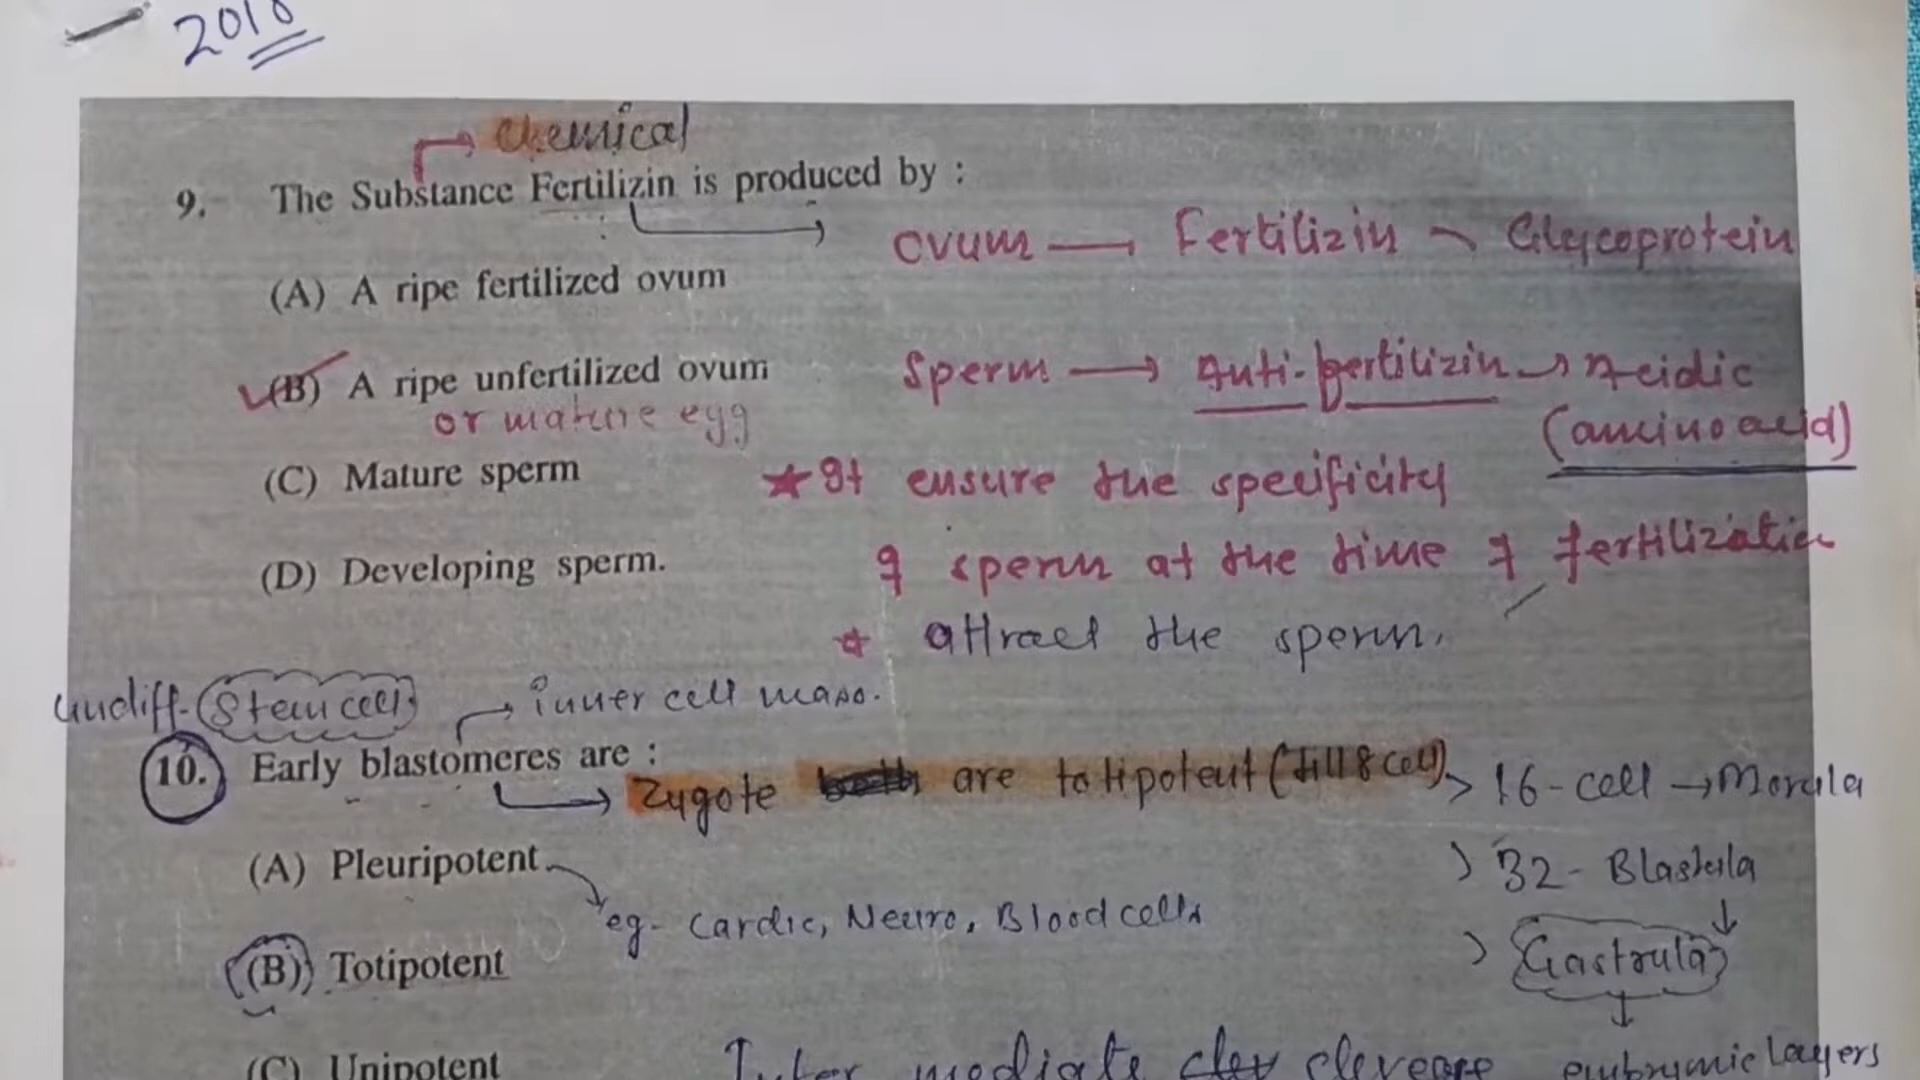 2018
chemical
9. The Substance Fertilizin is produced by :
Ovum → Fertilizin → Glycoprotein
(A) A ripe fertilized ovum
(B) A ripe unfertilized ovum
or mature egg
Sperm → Anti-fertilizin → Acidic
(amino acid)
(C) Mature sperm
★ It ensure the specificity
(D) Developing sperm.
of sperm at the time of fertilization
★ attract the sperm.
undiff. Stem cells → inner cell mass.
10. Early blastomeres are :
Zygote are totipotent (till 8 cell) > 16-cell → Morula
(A) Pleuripotent
> 32- Blastula
eg- Cardic, Neuro, Blood cells
(B) Totipotent
> Gastrula
(C) Unipotent
Inter mediate clevege
embryonic layers